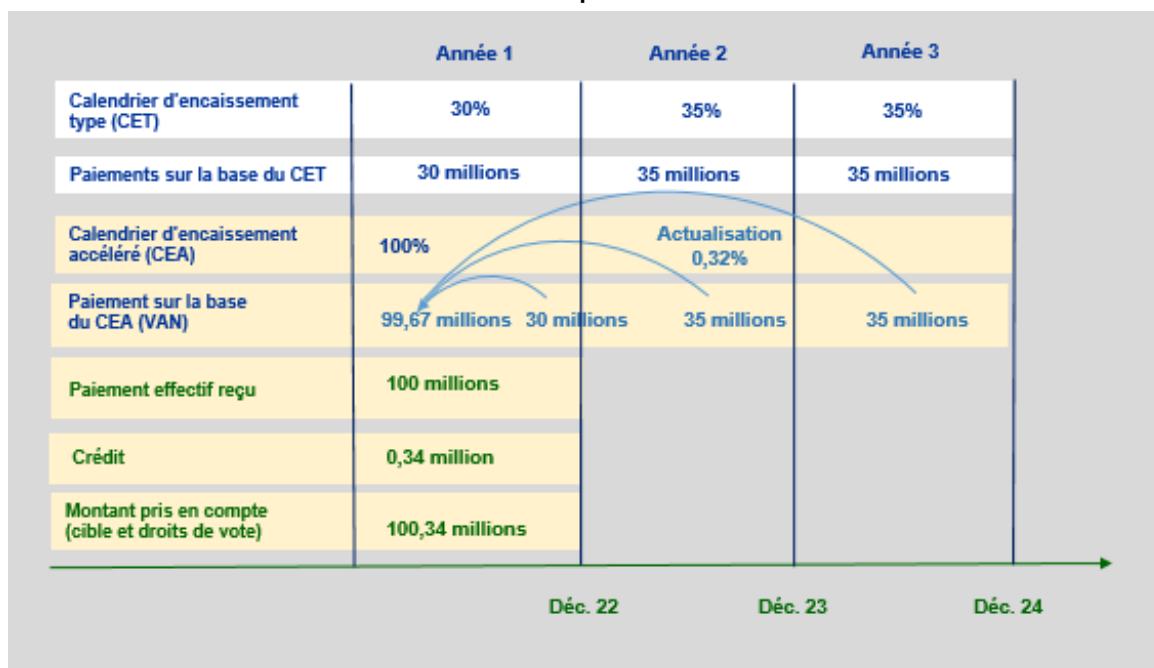 Année 1 Année 2 Année 3
Calendrier d'encaissement
type (CET)
30% 35% 35%
Paiements sur la base du CET 30 millions 35 millions 35 millions
Calendrier d'encaissement
accéléré (CEA)
100%
Actualisation
0,32%
Paiement sur la base
du CEA (VAN)
99,67 millions 30 millions 35 millions 35 millions
Paiement effectif reçu 100 millions
Crédit 0,34 million
Montant pris en compte
(cible et droits de vote)
100,34 millions
Déc. 22 Déc. 23 Déc. 24